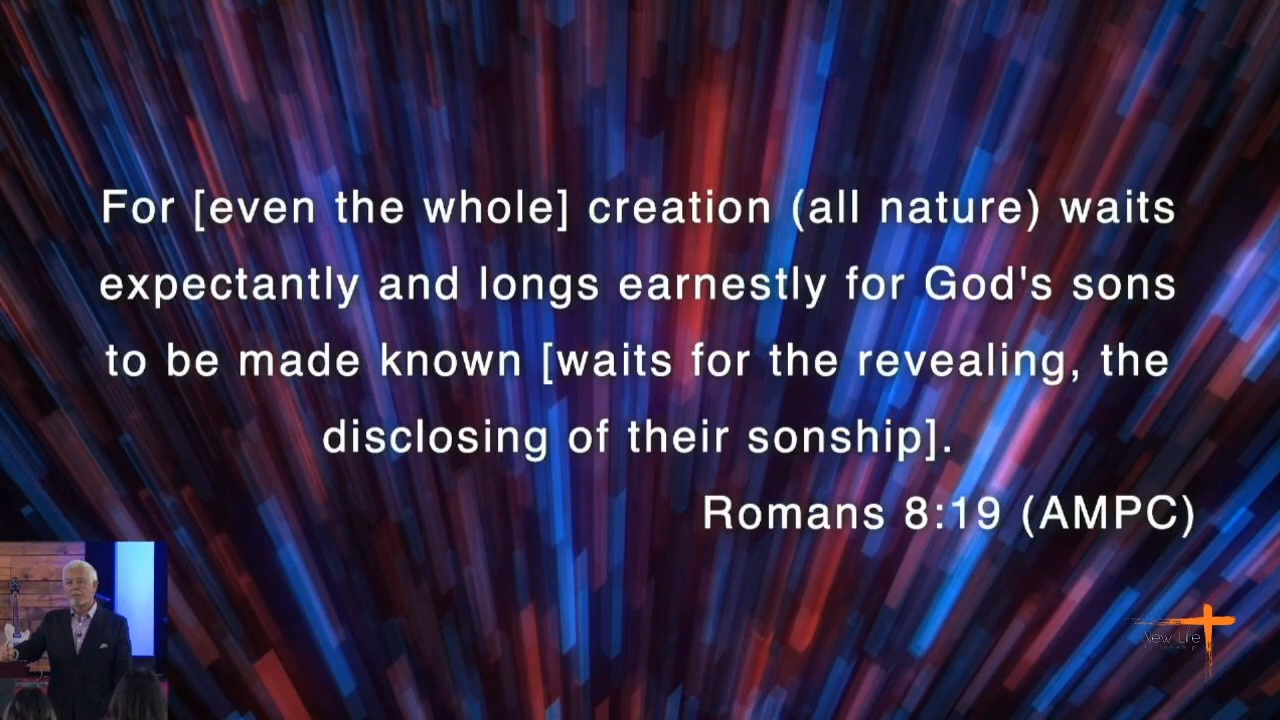 For [even the whole] creation (all nature) waits
expectantly and longs earnestly for God's sons
to be made known [waits for the revealing, the
disclosing of their sonship].
Romans 8:19 (AMPC)
New Life